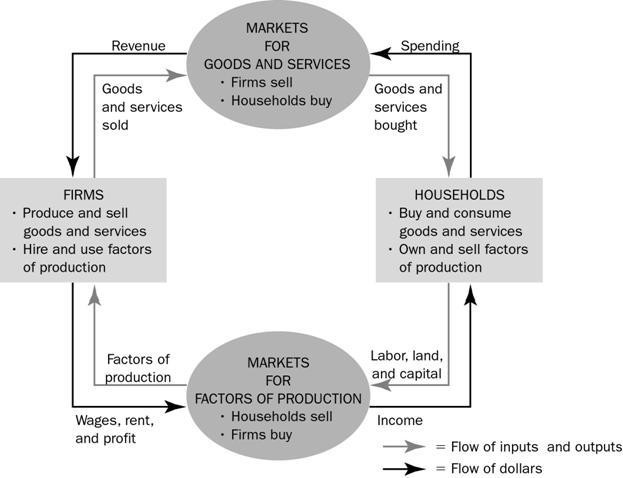 MARKETS
FOR
GOODS AND SERVICES
• Firms sell
• Households buy
Revenue
Spending
Goods
and services
sold
Goods and
services
bought
FIRMS
• Produce and sell
goods and services
• Hire and use factors
of production
HOUSEHOLDS
• Buy and consume
goods and services
• Own and sell factors
of production
Factors of
production
Labor, land,
and capital
MARKETS
FOR
FACTORS OF PRODUCTION
• Households sell
• Firms buy
Wages, rent,
and profit
Income
= Flow of inputs and outputs
= Flow of dollars